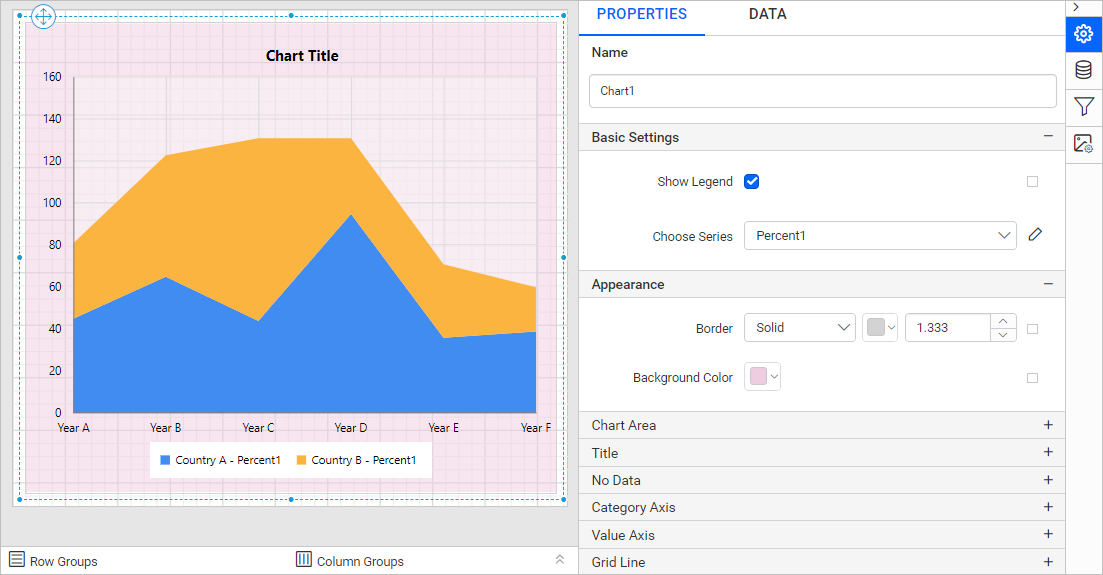 Chart Title
160
140
120
100
80
60
40
20
0
Year A Year B Year C Year D Year E Year F
Country A - Percent1 Country B - Percent1
Row Groups Column Groups
PROPERTIES DATA
Name
Chart1
Basic Settings
Show Legend
Choose Series Percent1
Appearance
Border Solid 1.333
Background Color
Chart Area
Title
No Data
Category Axis
Value Axis
Grid Line